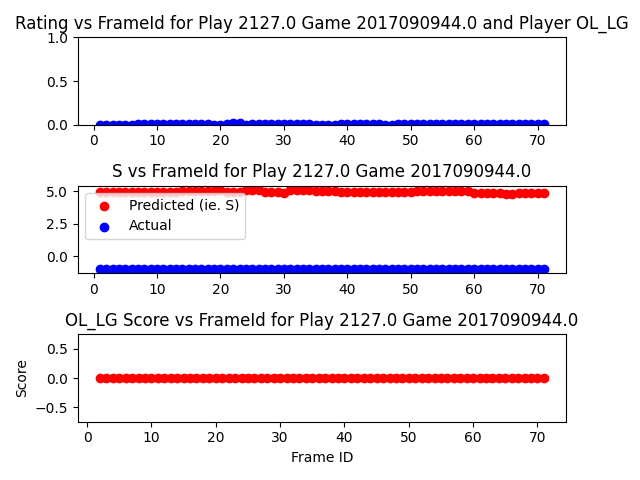 Rating vs FrameId for Play 2127.0 Game 2017090944.0 and Player OL_LG
1.0
0.5
0.0
0 10 20 30 40 50 60 70
S vs FrameId for Play 2127.0 Game 2017090944.0
5.0
2.5
0.0
Predicted (ie. S)
Actual
0 10 20 30 40 50 60 70
OL_LG Score vs FrameId for Play 2127.0 Game 2017090944.0
Score
0.5
0.0
−0.5
0 10 20 30 40 50 60 70
Frame ID